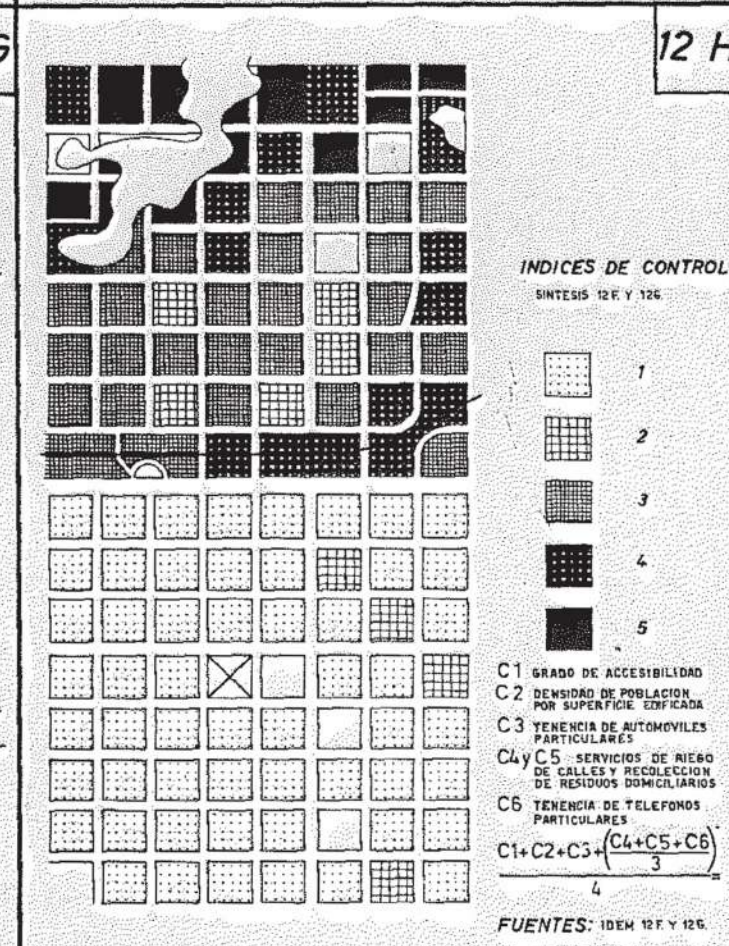 G
12 H
INDICES DE CONTROL
SINTESIS 12F. Y 12G.
1
2
3
4
5
C1 GRADO DE ACCESIBILIDAD
C2 DENSIDAD DE POBLACION
POR SUPERFICIE EDIFICADA
C3 TENENCIA DE AUTOMOVILES
PARTICULARES
C4 y C5 SERVICIOS DE RIEGO
DE CALLES Y RECOLECCION
DE RESIDUOS DOMICILIARIOS
C6 TENENCIA DE TELEFONOS
PARTICULARES
C1+C2+C3+(C4+C5+C6
3)
4 =
FUENTES: IDEM 12F. Y 12G.